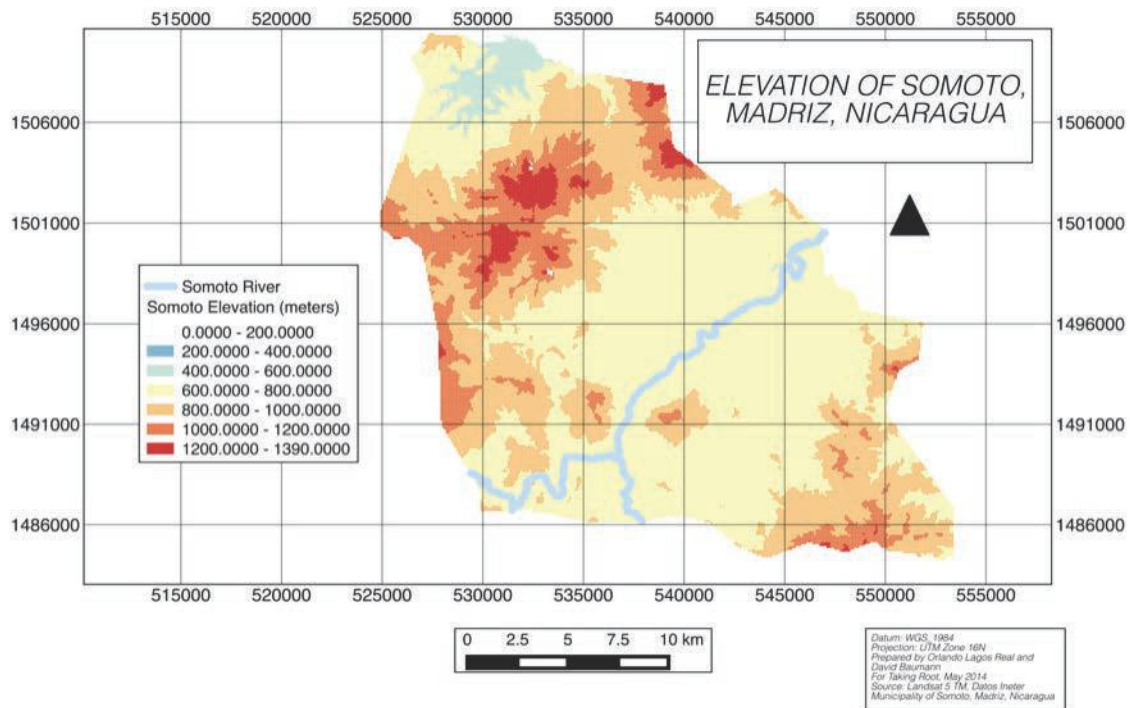 515000 520000 525000 530000 535000 540000 545000 550000 555000
ELEVATION OF SOMOTO,
MADRIZ, NICARAGUA
1506000 1506000
1501000 1501000
Somoto River
Somoto Elevation (meters)
0.0000 - 200.0000
200.0000 - 400.0000
400.0000 - 600.0000
600.0000 - 800.0000
800.0000 - 1000.0000
1000.0000 - 1200.0000
1200.0000 - 1390.0000
1496000 1496000
1491000 1491000
1486000 1486000
515000 520000 525000 530000 535000 540000 545000 550000 555000
0 2.5 5 7.5 10 km
Datum: WGS_1984
Projection: UTM Zone 16N
Prepared by Orlando Lagos Real and
David Baumann
For Taking Root, May 2014
Source: Landsat 5 TM, Datos Ineter
Municipality of Somoto, Madriz, Nicaragua